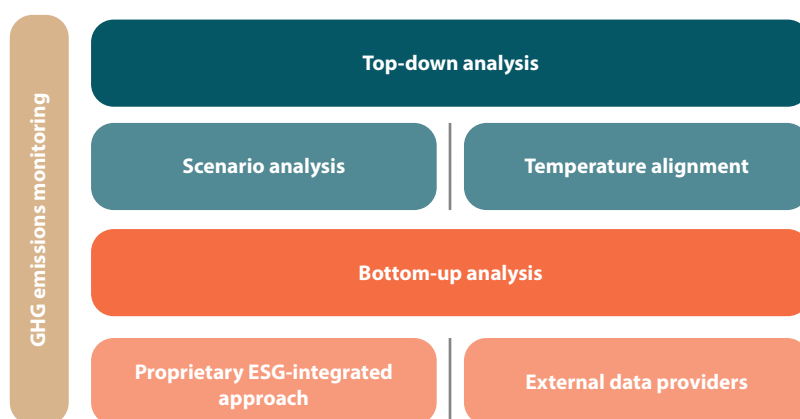 GHG emissions monitoring
Top-down analysis
Scenario analysis
Temperature alignment
Bottom-up analysis
Proprietary ESG-integrated
approach
External data providers